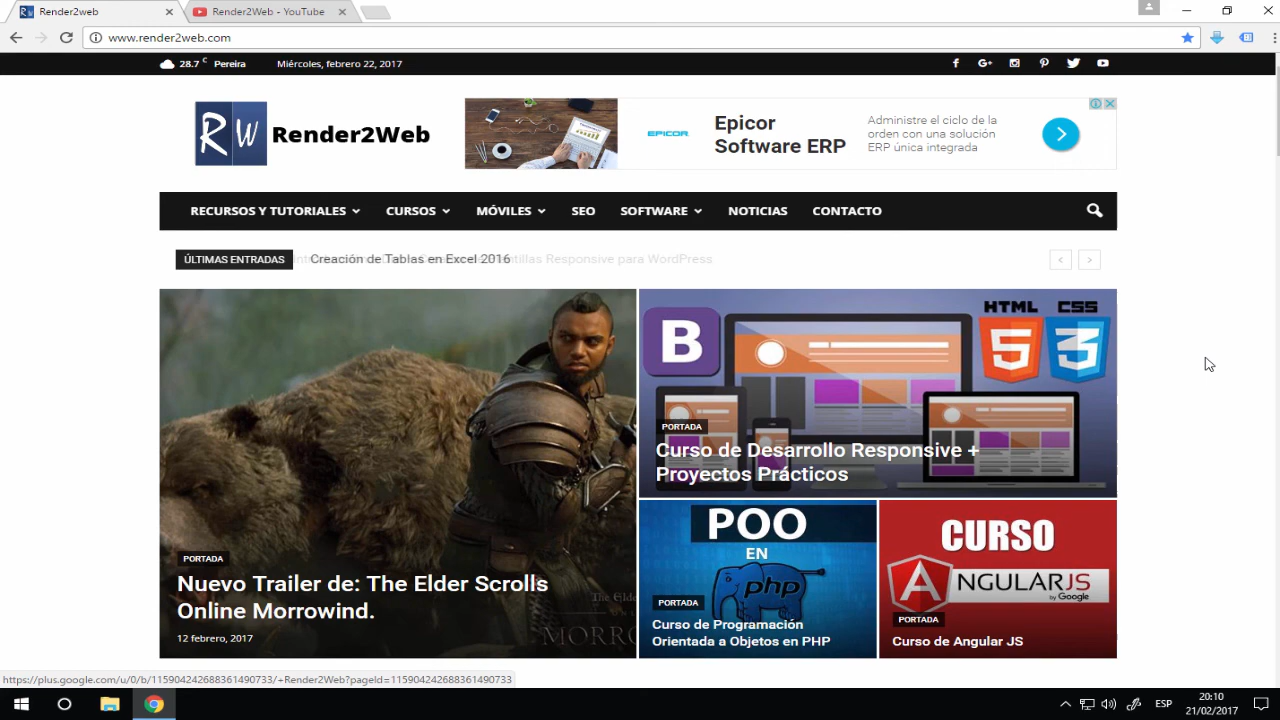 Render2web
Render2Web - YouTube
www.render2web.com
28.7 C Pereira
Miércoles, febrero 22, 2017
RW
Render2Web
EPICOR
Epicor
Software ERP
Administre el ciclo de la
orden con una solución
ERP única integrada
RECURSOS Y TUTORIALES
CURSOS
MÓVILES
SEO
SOFTWARE
NOTICIAS
CONTACTO
ÚLTIMAS ENTRADAS
Creación de Tablas en Excel 2016
Responsive para WordPress
PORTADA
Nuevo Trailer de: The Elder Scrolls
Online Morrowind.
12 febrero, 2017
The Elder
B
HTML
5
CSS
3
PORTADA
Curso de Desarrollo Responsive +
Proyectos Prácticos
POO
EN
php
PORTADA
Curso de Programación
Orientada a Objetos en PHP
CURSO
ANGULARJS
by Google
PORTADA
Curso de Angular JS
https://plus.google.com/u/0/b/115904242688361490733/+Render2Web?pageId=115904242688361490733
ESP
20:10
21/02/2017